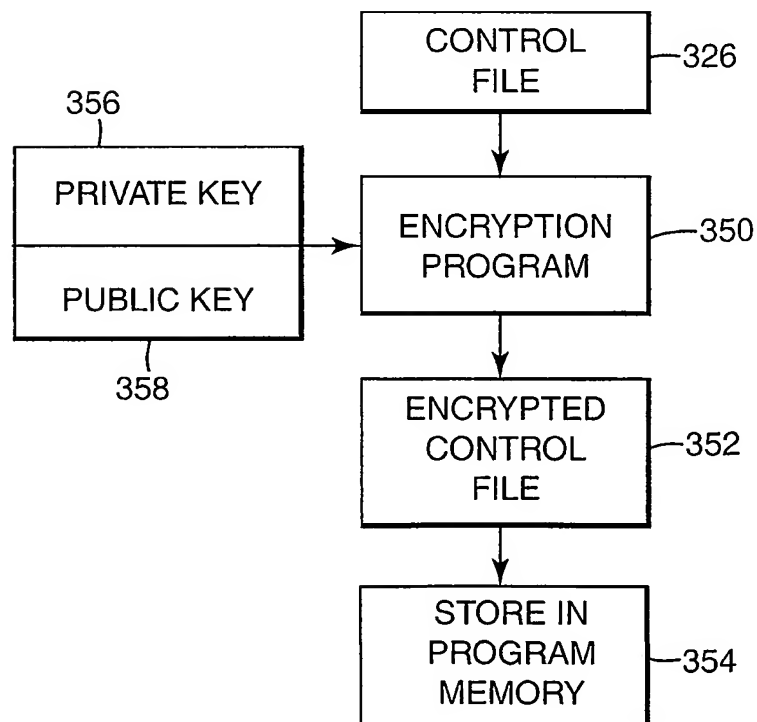 CONTROL
FILE
326
356
PRIVATE KEY
PUBLIC KEY
358
ENCRYPTION
PROGRAM
350
ENCRYPTED
CONTROL
FILE
352
STORE IN
PROGRAM
MEMORY
354